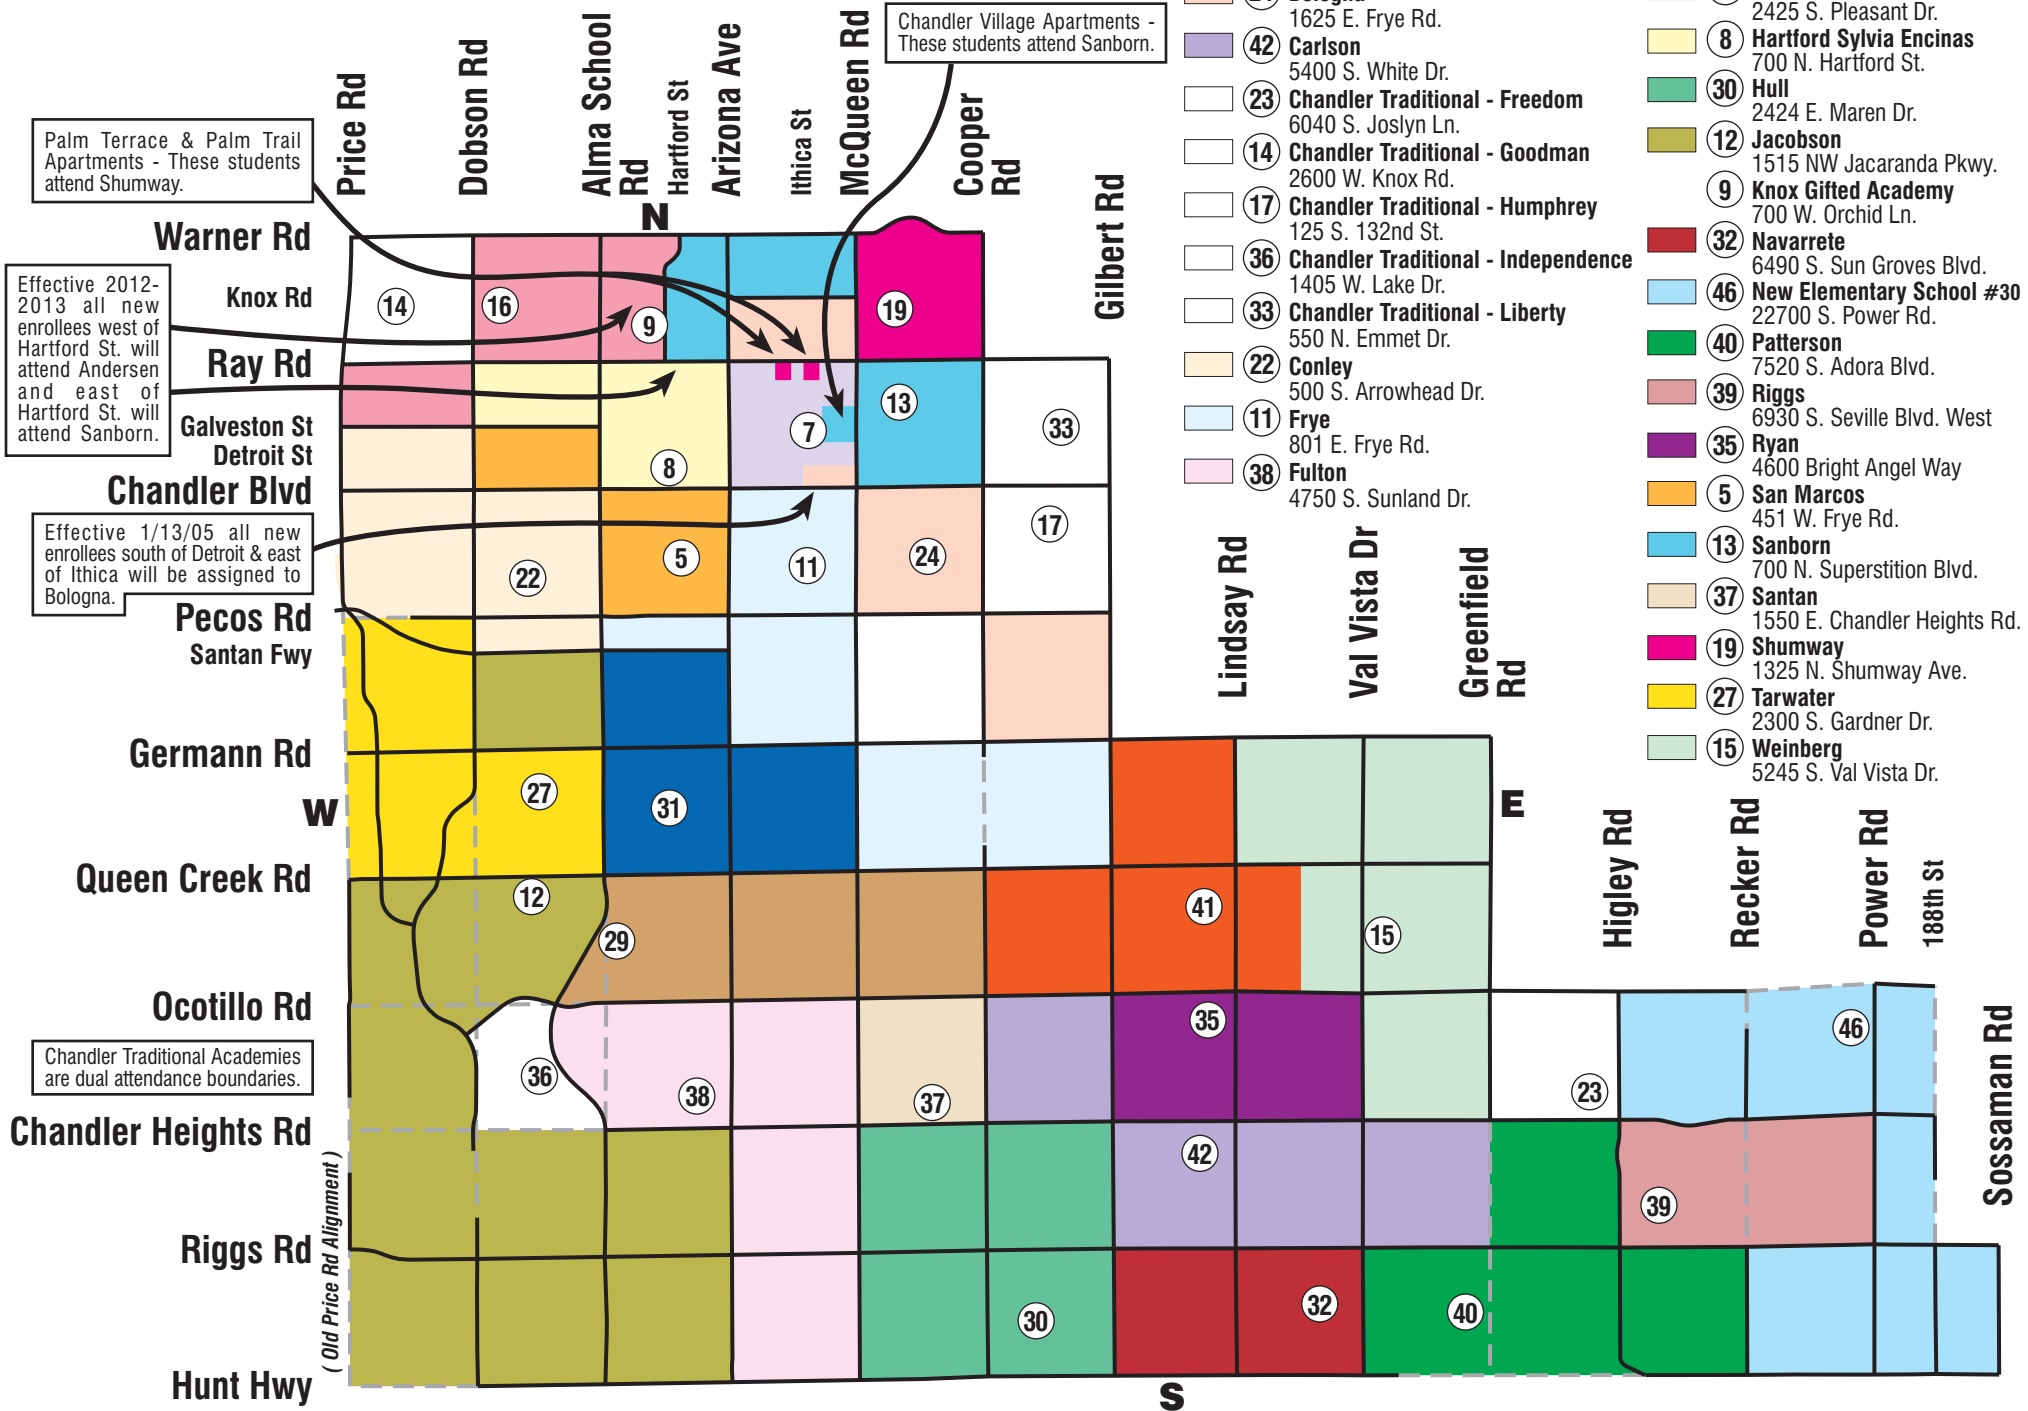 Chandler Village Apartments -
These students attend Sanborn.
Palm Terrace & Palm Trail
Apartments - These students
attend Shumway.
Effective 2012-
2013 all new
enrollees west of
Hartford St. will
attend Andersen
and east of
Hartford St. will
attend Sanborn.
Effective 1/13/05 all new
enrollees south of Detroit & east
of Ithica will be assigned to
Bologna.
Chandler Traditional Academies
are dual attendance boundaries.
Price Rd
Dobson Rd
Alma School
Rd
Hartford St
Arizona Ave
Ithica St
McQueen Rd
Cooper
Rd
Gilbert Rd
Lindsay Rd
Val Vista Dr
Greenfield
Rd
Higley Rd
Recker Rd
Power Rd
188th St
Sossaman Rd
N
W
E
S
Warner Rd
Knox Rd
Ray Rd
Galveston St
Detroit St
Chandler Blvd
Pecos Rd
Santan Fwy
Germann Rd
Queen Creek Rd
Ocotillo Rd
Chandler Heights Rd
Riggs Rd
Hunt Hwy
( Old Price Rd Alignment )
14
16
9
19
7
13
33
8
22
5
11
24
17
27
31
12
29
41
15
36
38
37
35
23
46
42
39
30
32
40
1625 E. Frye Rd.
42 Carlson
5400 S. White Dr.
23 Chandler Traditional - Freedom
6040 S. Joslyn Ln.
14 Chandler Traditional - Goodman
2600 W. Knox Rd.
17 Chandler Traditional - Humphrey
125 S. 132nd St.
36 Chandler Traditional - Independence
1405 W. Lake Dr.
33 Chandler Traditional - Liberty
550 N. Emmet Dr.
22 Conley
500 S. Arrowhead Dr.
11 Frye
801 E. Frye Rd.
38 Fulton
4750 S. Sunland Dr.
2425 S. Pleasant Dr.
8 Hartford Sylvia Encinas
700 N. Hartford St.
30 Hull
2424 E. Maren Dr.
12 Jacobson
1515 NW Jacaranda Pkwy.
9 Knox Gifted Academy
700 W. Orchid Ln.
32 Navarrete
6490 S. Sun Groves Blvd.
46 New Elementary School #30
22700 S. Power Rd.
40 Patterson
7520 S. Adora Blvd.
39 Riggs
6930 S. Seville Blvd. West
35 Ryan
4600 Bright Angel Way
5 San Marcos
451 W. Frye Rd.
13 Sanborn
700 N. Superstition Blvd.
37 Santan
1550 E. Chandler Heights Rd.
19 Shumway
1325 N. Shumway Ave.
27 Tarwater
2300 S. Gardner Dr.
15 Weinberg
5245 S. Val Vista Dr.